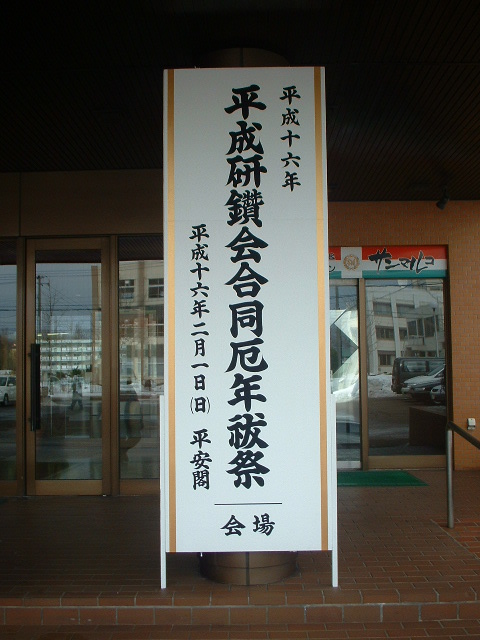 平成十六年
平成研鑽会合同厄年祓祭
平成十六年二月一日(日) 平安閣
会場
サンマルコ